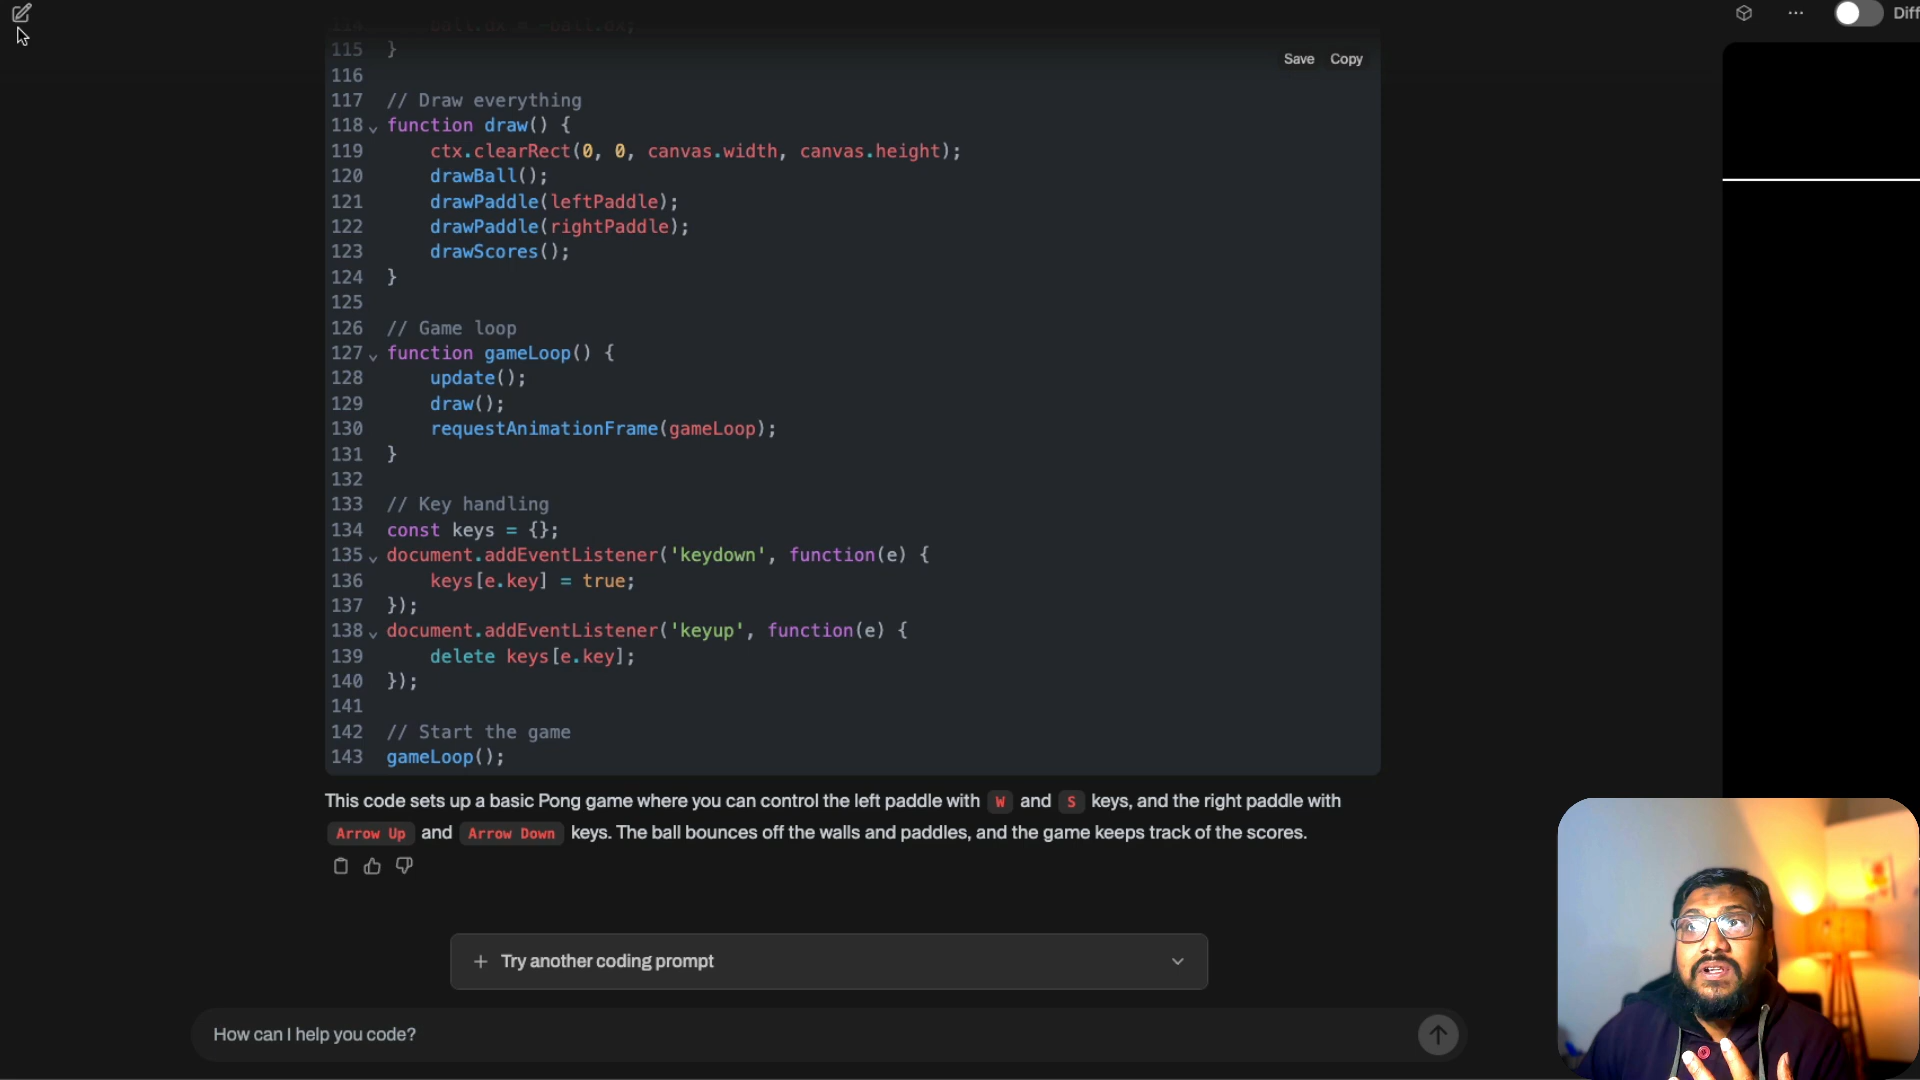 Diff
114 ball.dx = -ball.dx;
115 }
Save Copy
116
117 // Draw everything
118 function draw() {
119 ctx.clearRect(0, 0, canvas.width, canvas.height);
120 drawBall();
121 drawPaddle(leftPaddle);
122 drawPaddle(rightPaddle);
123 drawScores();
124 }
125
126 // Game loop
127 function gameLoop() {
128 update();
129 draw();
130 requestAnimationFrame(gameLoop);
131 }
132
133 // Key handling
134 const keys = {};
135 document.addEventListener('keydown', function(e) {
136 keys[e.key] = true;
137 });
138 document.addEventListener('keyup', function(e) {
139 delete keys[e.key];
140 });
141
142 // Start the game
143 gameLoop();
This code sets up a basic Pong game where you can control the left paddle with W and S keys, and the right paddle with
Arrow Up and Arrow Down keys. The ball bounces off the walls and paddles, and the game keeps track of the scores.
+ Try another coding prompt
How can I help you code?